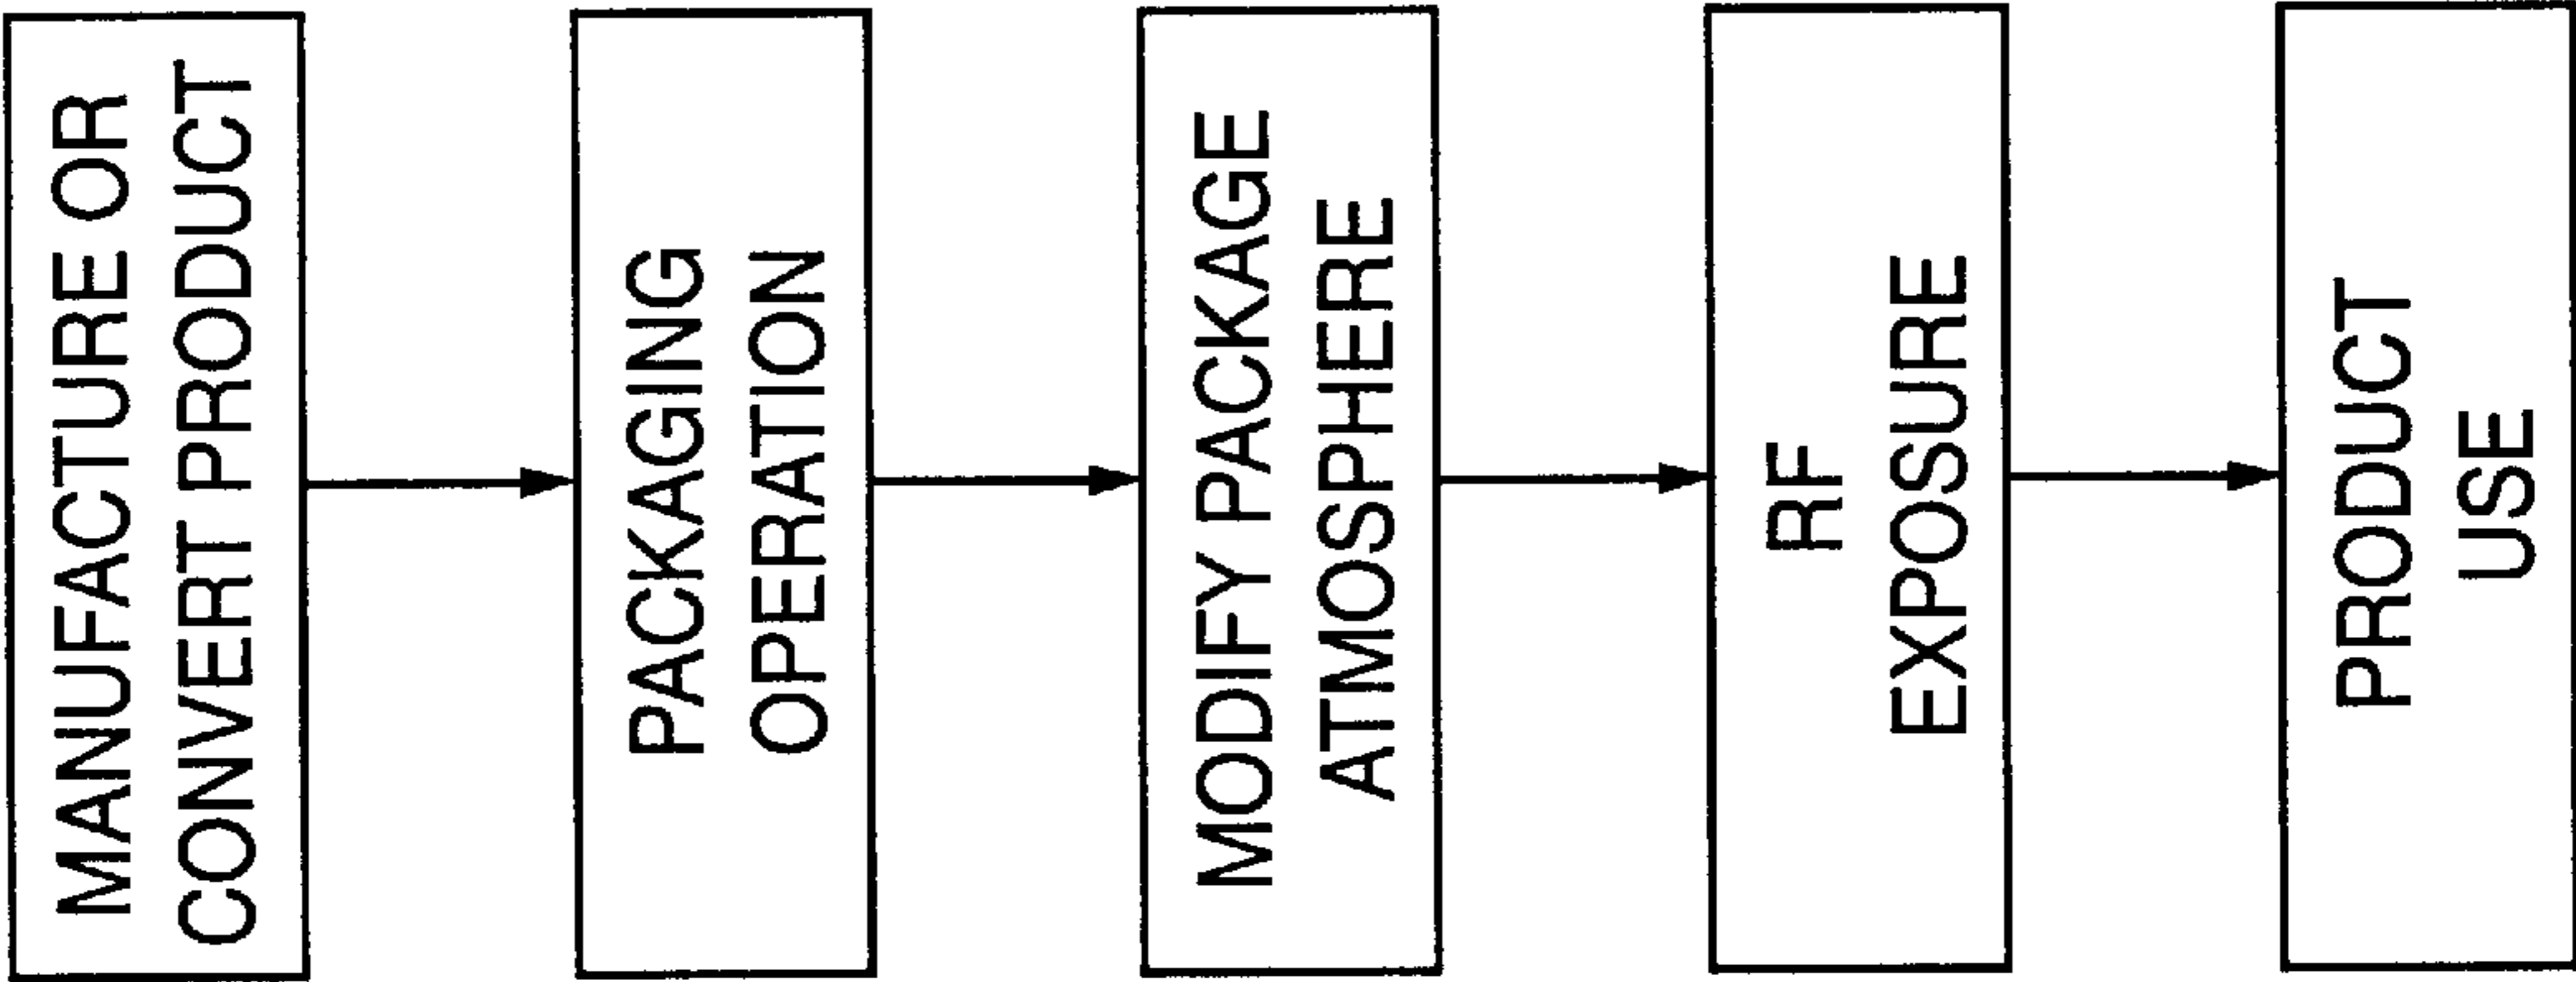 MANUFACTURE OR
CONVERT PRODUCT
PACKAGING
OPERATION
MODIFY PACKAGE
ATMOSPHERE
RF
EXPOSURE
PRODUCT
USE